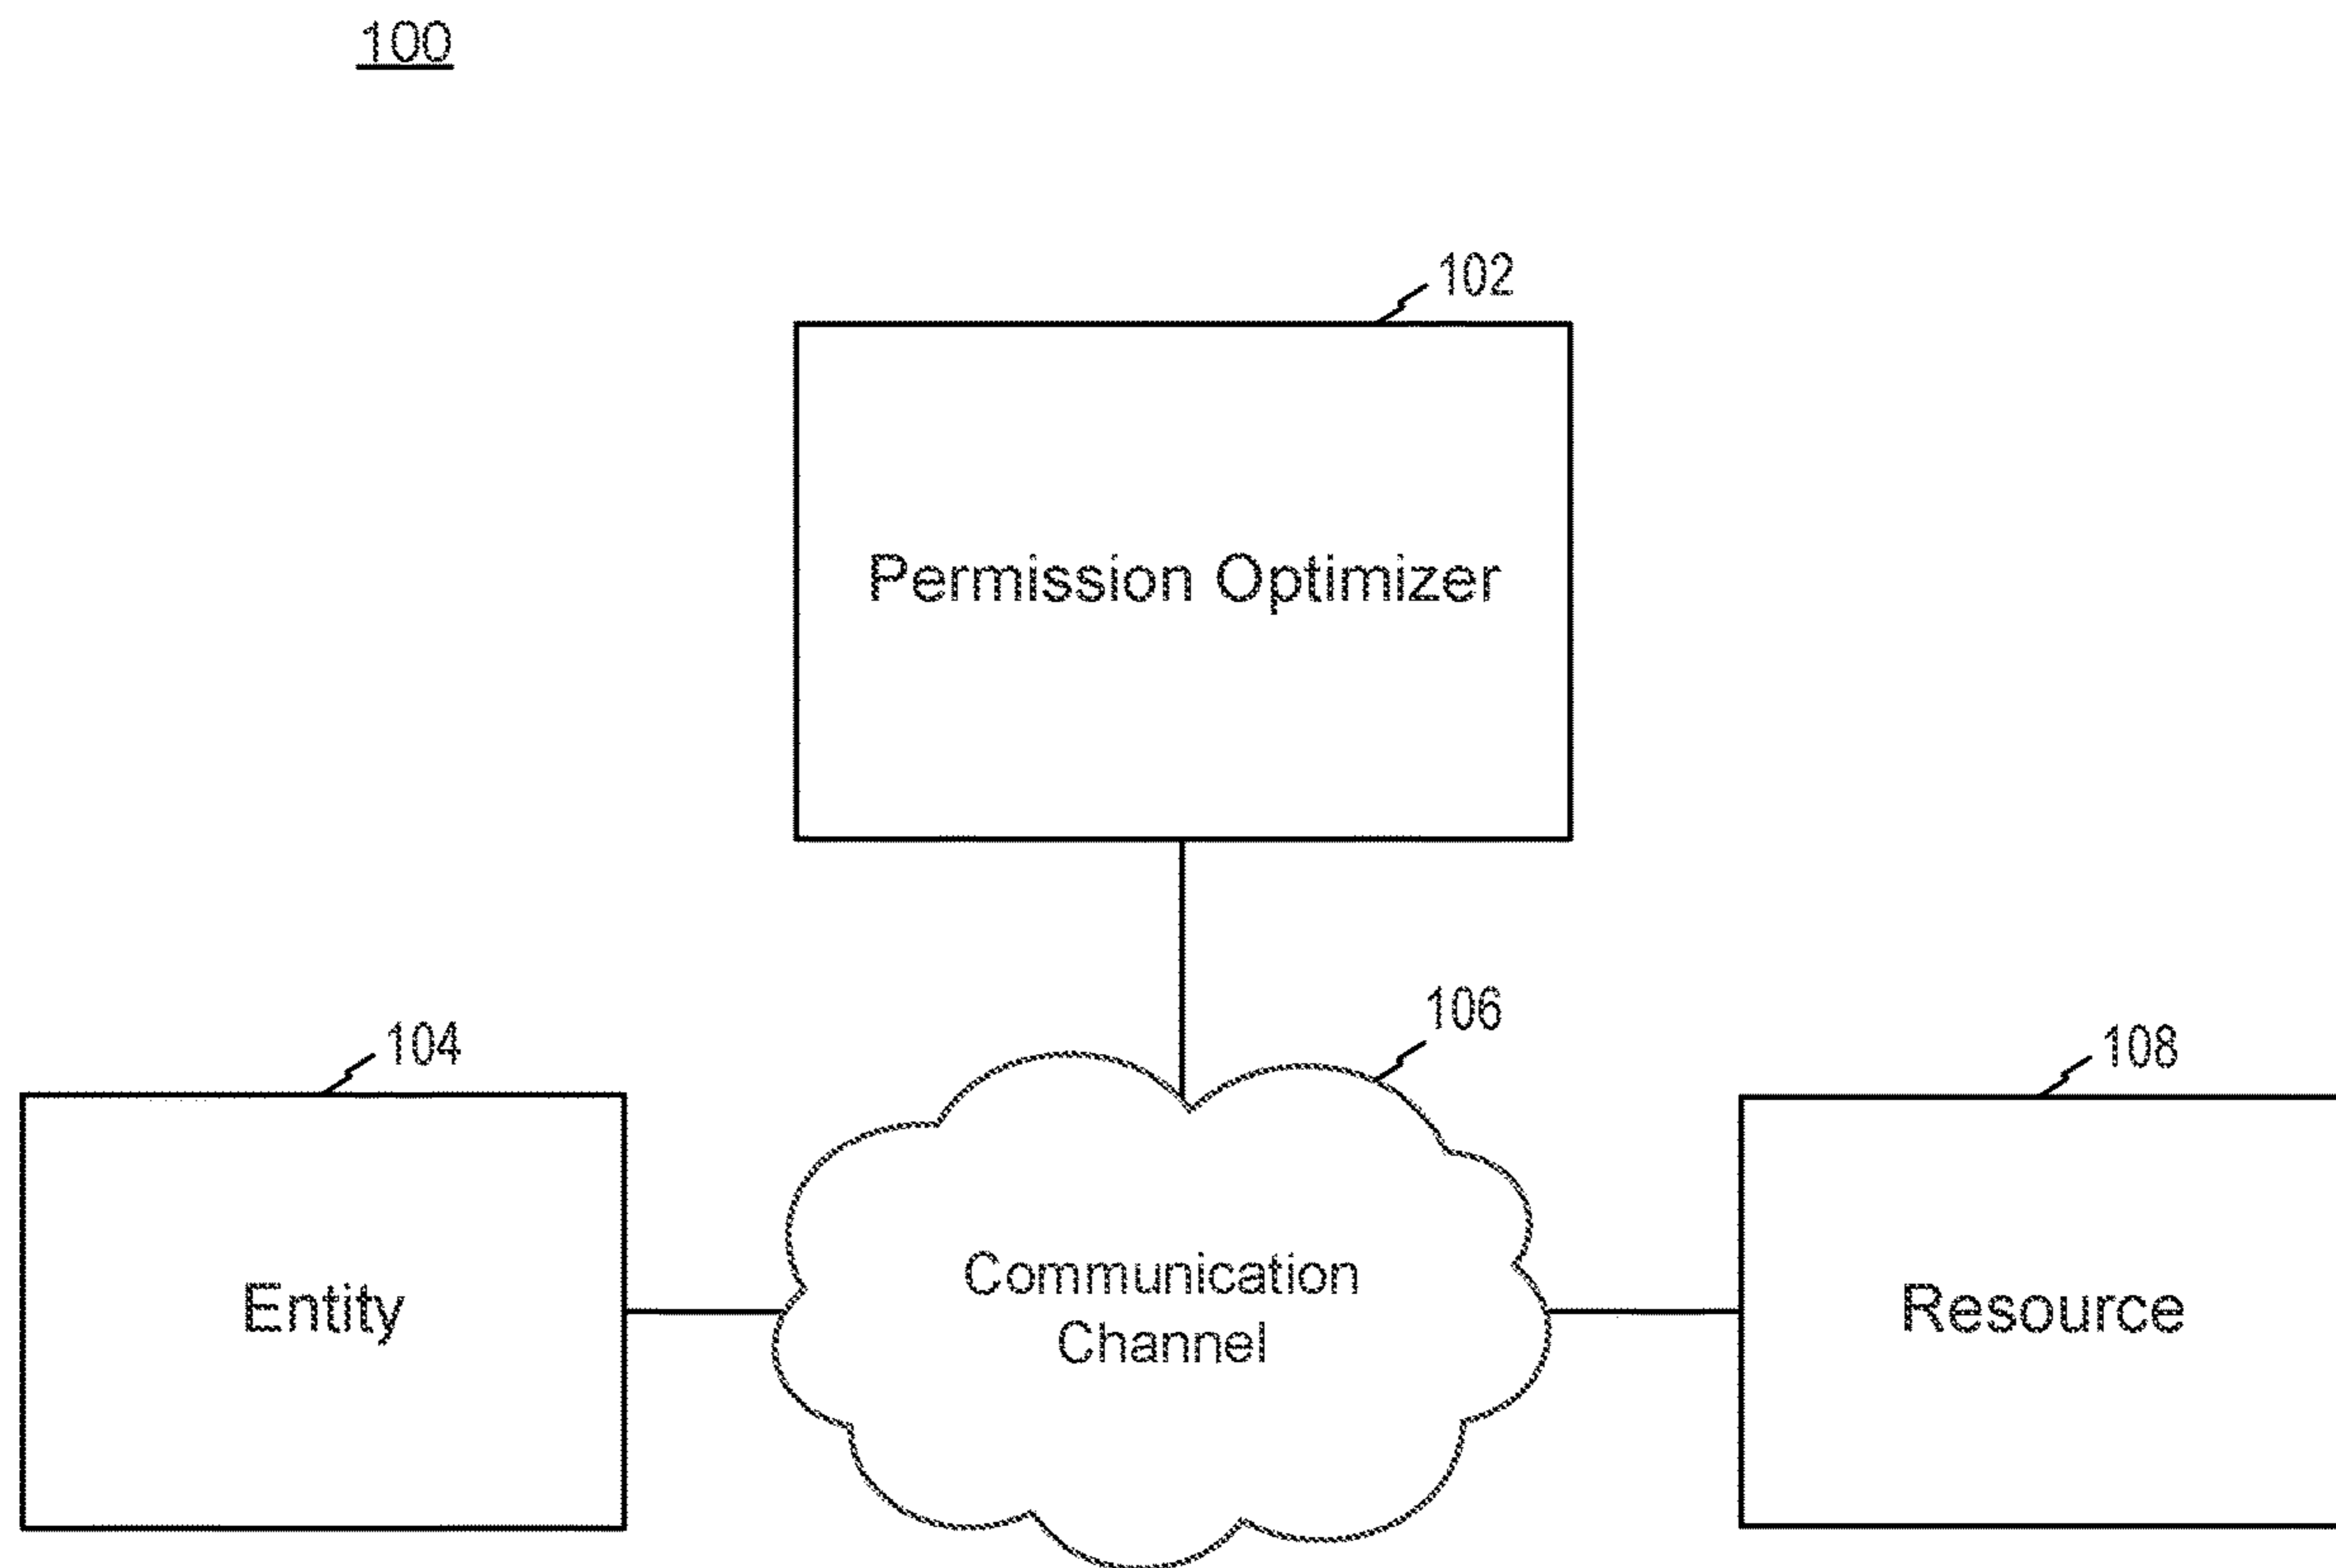 100
102
Permission Optimizer
106
104
108
Communication
Channel
Entity
Resource